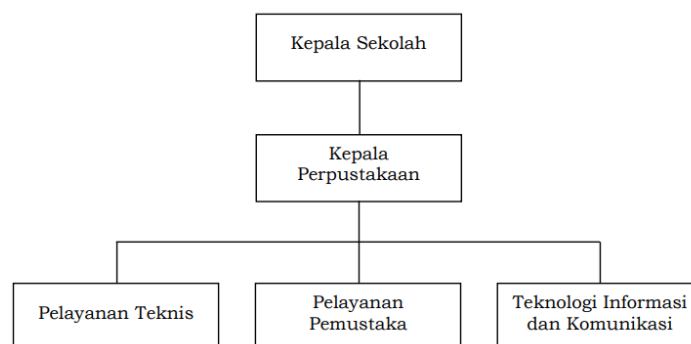 Kepala Sekolah
Kepala
Perpustakaan
Pelayanan Teknis
Pelayanan
Pemustaka
Teknologi Informasi
dan Komunikasi